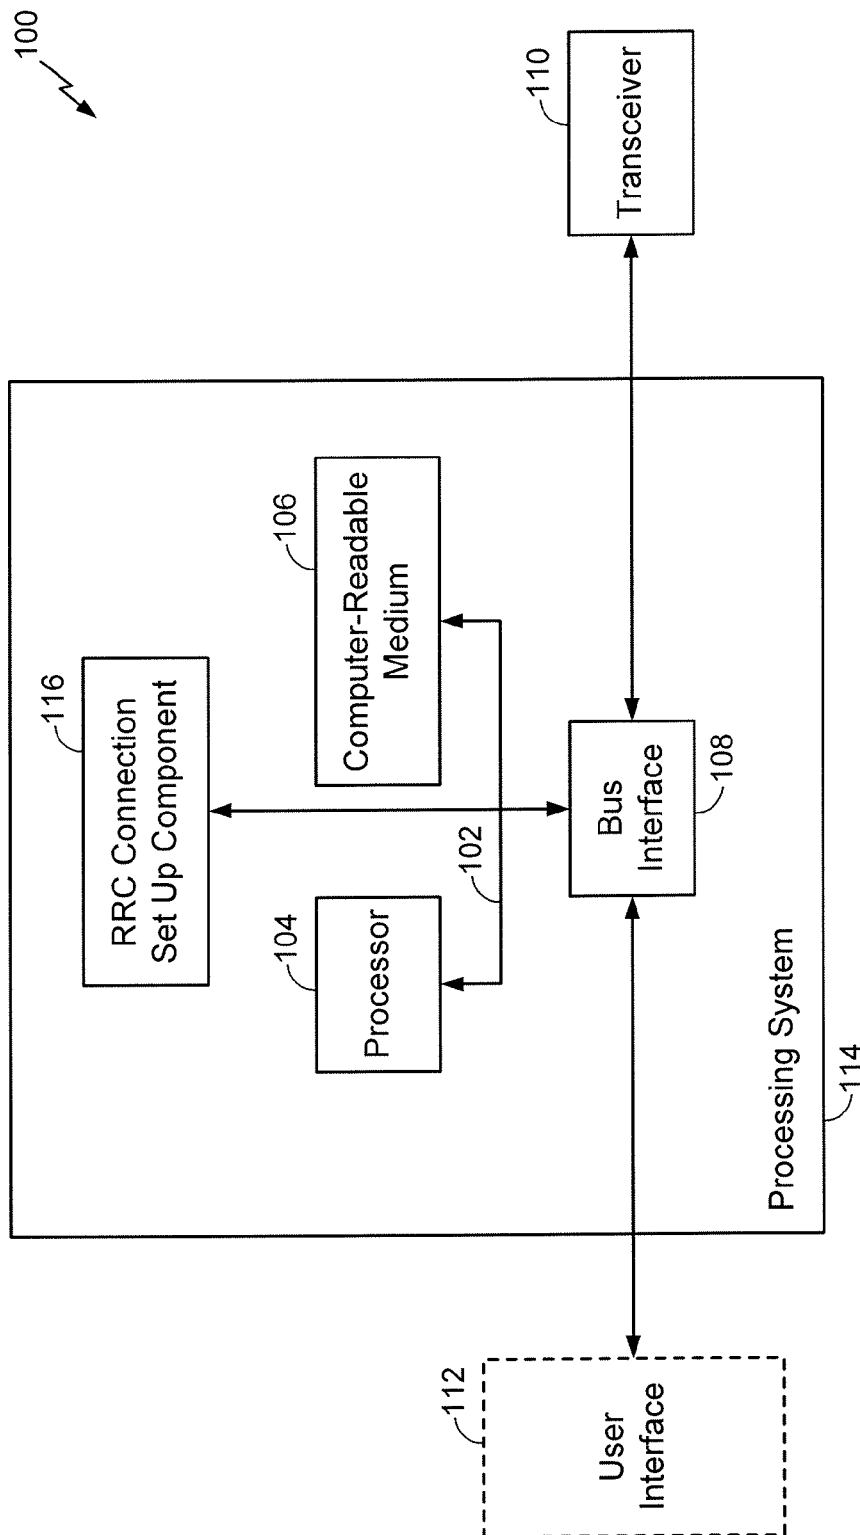 100
110
Transceiver
116
RRC Connection
Set Up Component
106
Computer-Readable
Medium
104
Processor
102
Bus
Interface
108
Processing System
114
112
User
Interface